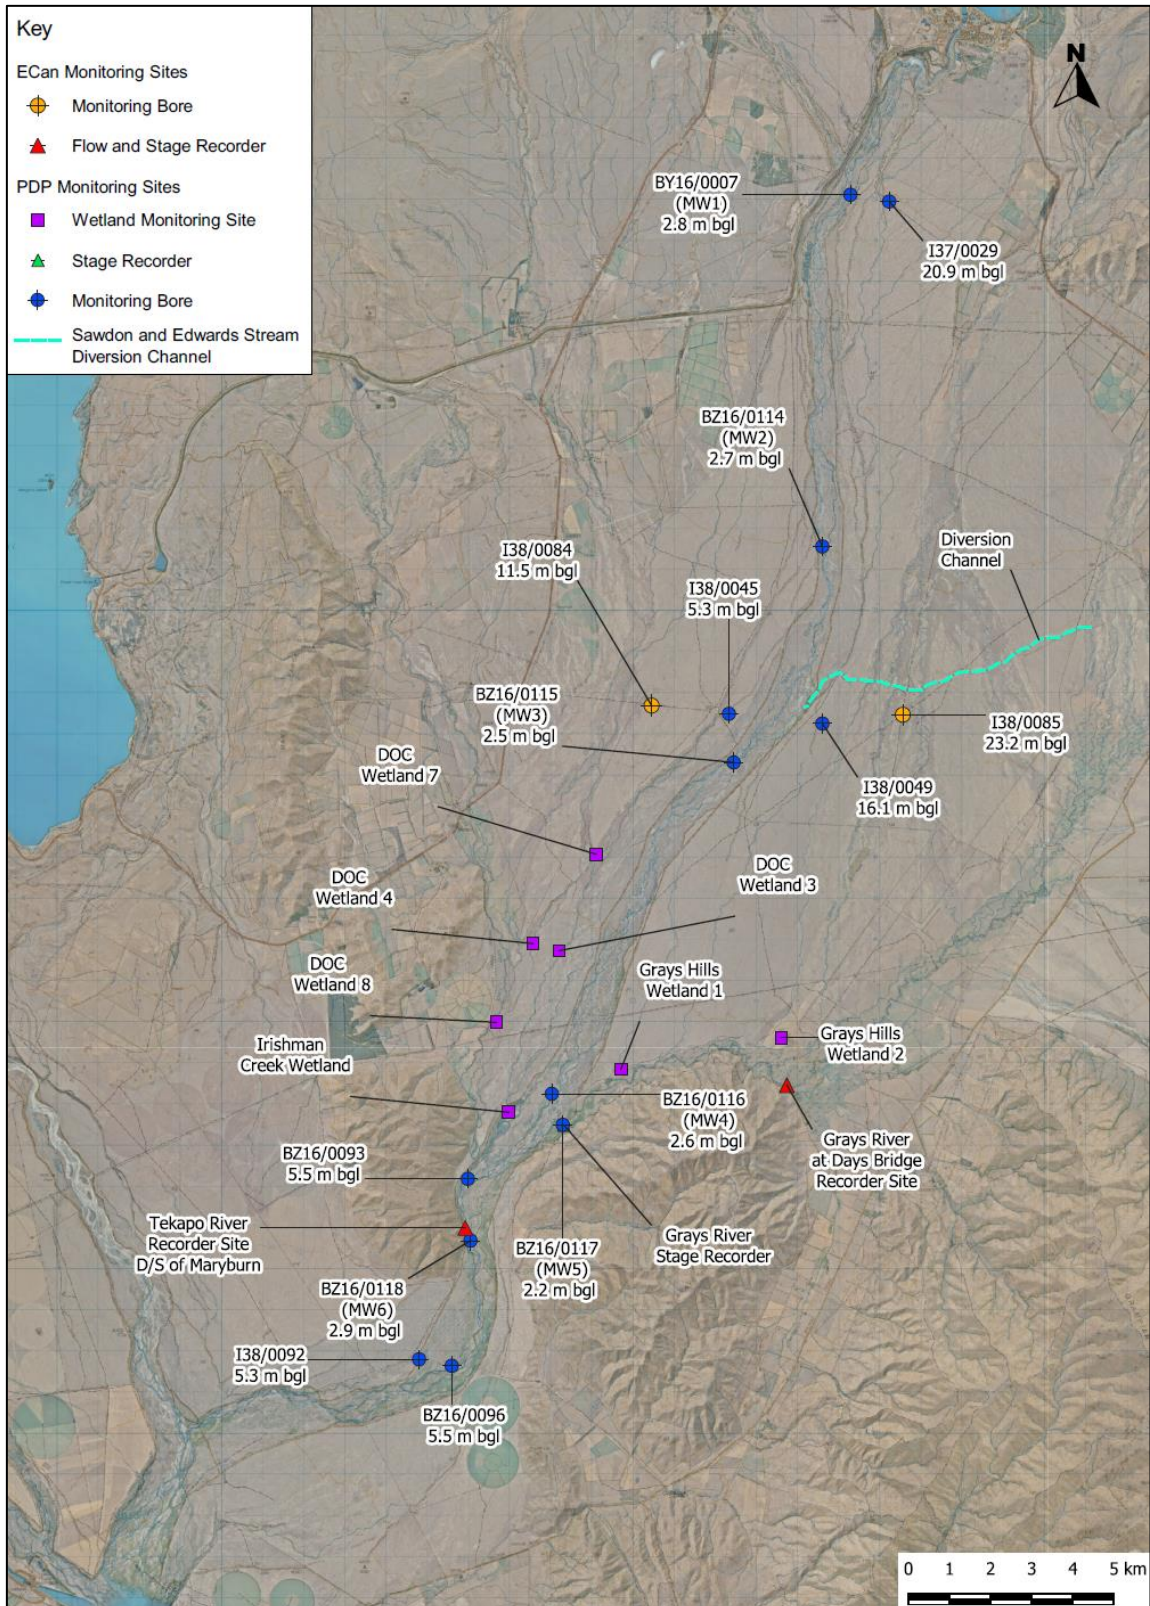 Key
ECan Monitoring Sites
Monitoring Bore
Flow and Stage Recorder
PDP Monitoring Sites
Wetland Monitoring Site
Stage Recorder
Monitoring Bore
Sawdon and Edwards Stream
Diversion Channel
N
BY16/0007
(MW1)
2.8 m bgl
I37/0029
20.9 m bgl
BZ16/0114
(MW2)
2.7 m bgl
Diversion
Channel
I38/0084
11.5 m bgl
I38/0045
5.3 m bgl
BZ16/0115
(MW3)
2.5 m bgl
I38/0085
23.2 m bgl
I38/0049
16.1 m bgl
DOC
Wetland 7
DOC
Wetland 4
DOC
Wetland 3
DOC
Wetland 8
Grays Hills
Wetland 1
Grays Hills
Wetland 2
Irishman
Creek Wetland
BZ16/0116
(MW4)
2.6 m bgl
Grays River
at Days Bridge
Recorder Site
BZ16/0093
5.5 m bgl
Tekapo River
Recorder Site
D/S of Maryburn
Grays River
Stage Recorder
BZ16/0117
(MW5)
2.2 m bgl
BZ16/0118
(MW6)
2.9 m bgl
I38/0092
5.3 m bgl
BZ16/0096
5.5 m bgl
0 1 2 3 4 5 km